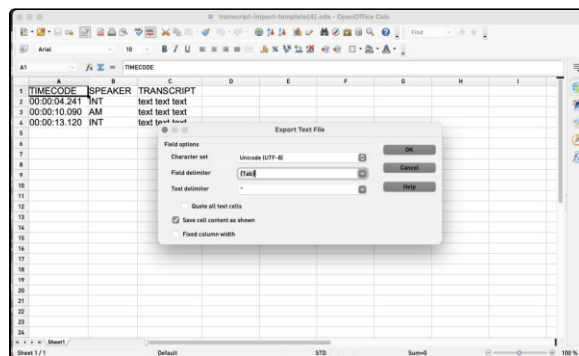 transcript-import-template(4).ods - OpenOffice Calc
Find
Arial
10
A1
TIMECODE
A B C D E F G H I
1 TIMECODE SPEAKER TRANSCRIPT
2 00:00:04.241 INT text text text
3 00:00:10.090 AM text text text
4 00:00:13.120 INT text text text
5
6
7
8
9
10
11
12
13
14
15
16
17
18
19
20
21
22
23
24
Export Text File
Field options
Character set Unicode (UTF-8)
Field delimiter {Tab}
Text delimiter "
Quote all text cells
Save cell content as shown
Fixed column width
OK
Cancel
Help
Sheet1
Sheet 1 / 1 Default STD Sum=0 100 %